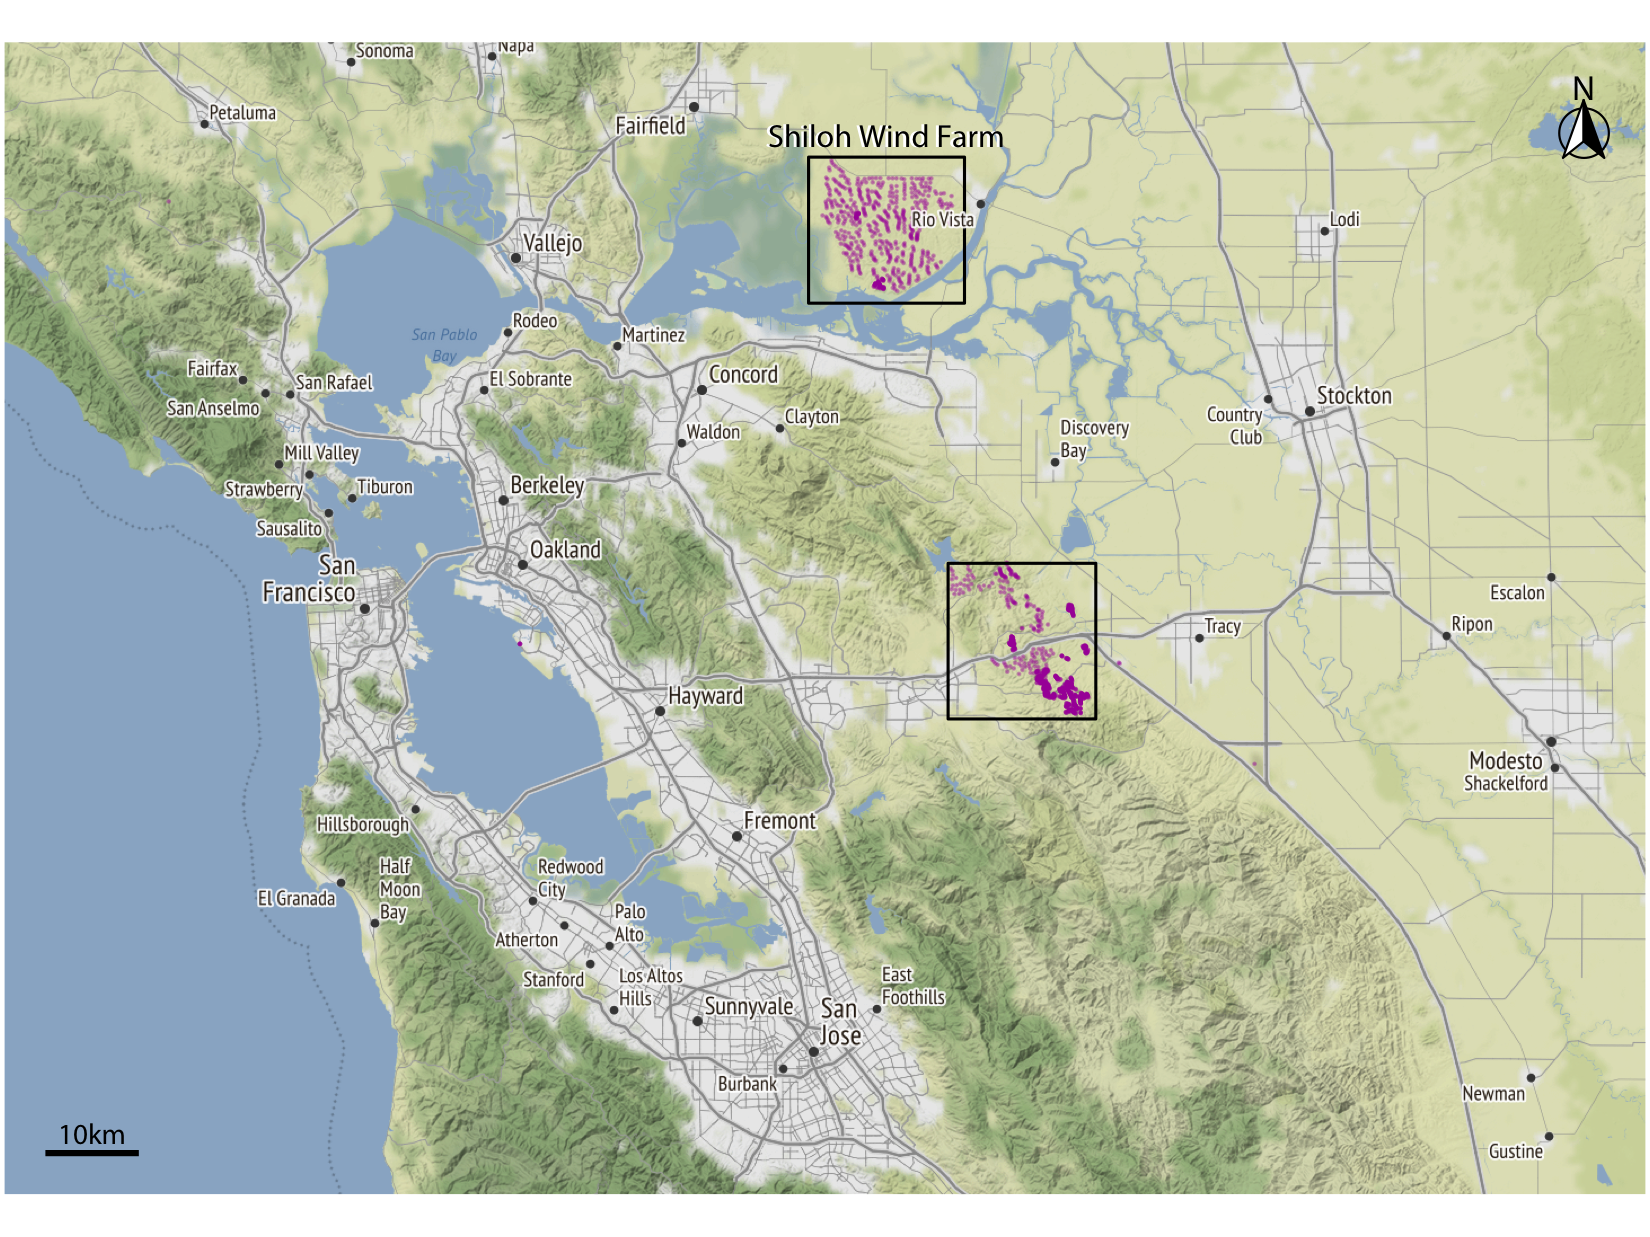 Sonoma
Napa
Petaluma
Fairfield
N
Shiloh Wind Farm
Rio Vista
Lodi
Vallejo
San Pablo
Bay
Rodeo
Martinez
Fairfax
San Rafael
San Anselmo
El Sobrante
Concord
Clayton
Waldon
Discovery
Bay
Country
Club
Stockton
Mill Valley
Strawberry
Tiburon
Sausalito
Berkeley
Oakland
San
Francisco
Escalon
Ripon
Tracy
Hayward
Modesto
Shackelford
Hillsborough
Fremont
Half
Moon
Bay
El Granada
Redwood
City
Palo
Alto
Atherton
Stanford
Los Altos
Hills
Sunnyvale
San
Jose
East
Foothills
Burbank
Newman
Gustine
10km